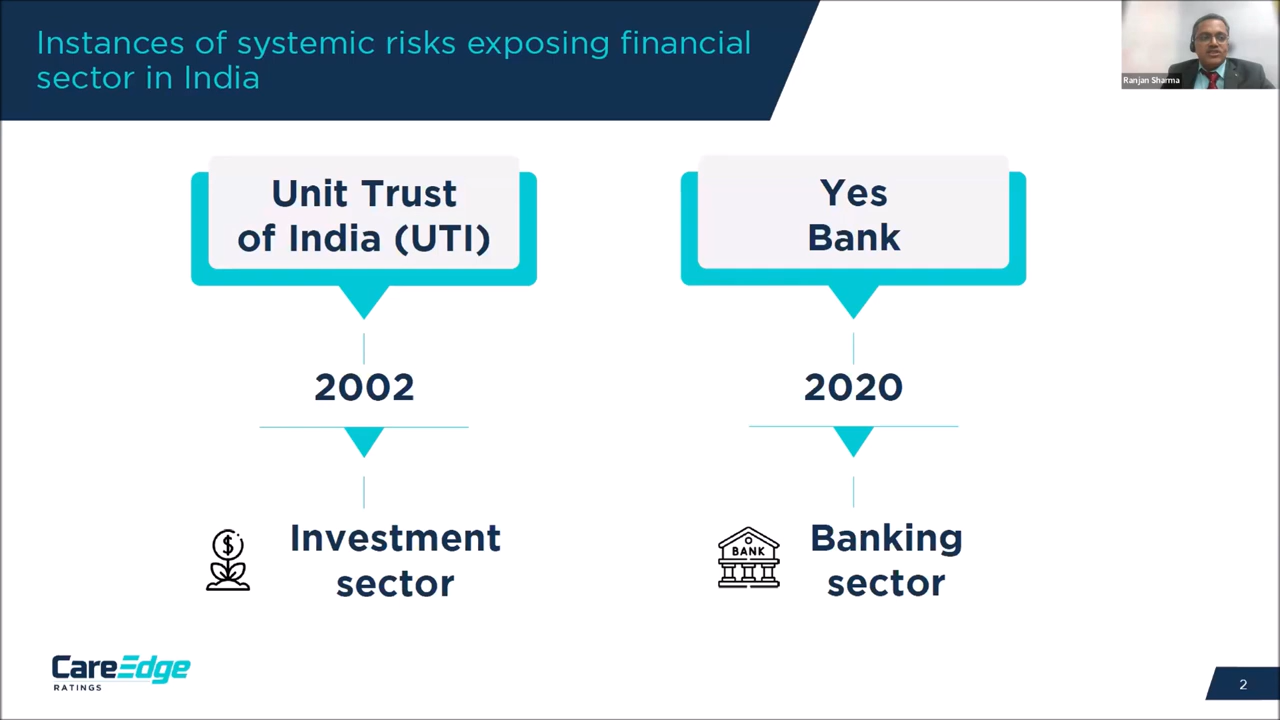 Instances of systemic risks exposing financial
sector in India
Ranjan Sharma
Unit Trust
of India (UTI)
2002
$
Investment
sector
Yes
Bank
2020
BANK
Banking
sector
CareEdge
RATINGS
2